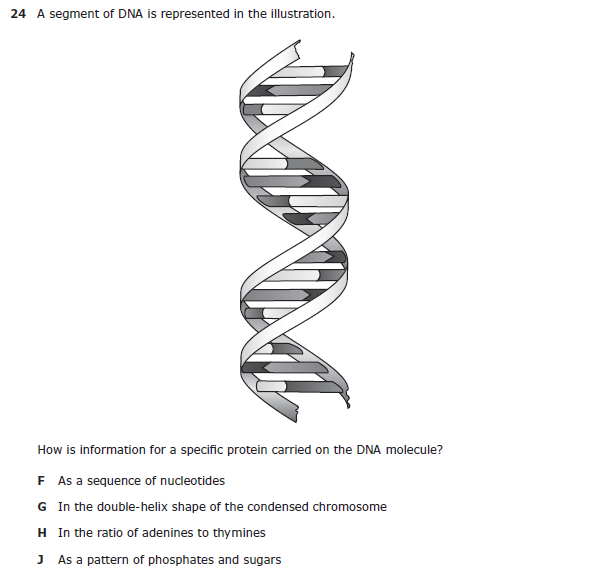 24 A segment of DNA is represented in the illustration.
How is information for a specific protein carried on the DNA molecule?
F As a sequence of nucleotides
G In the double-helix shape of the condensed chromosome
H In the ratio of adenines to thymines
J As a pattern of phosphates and sugars